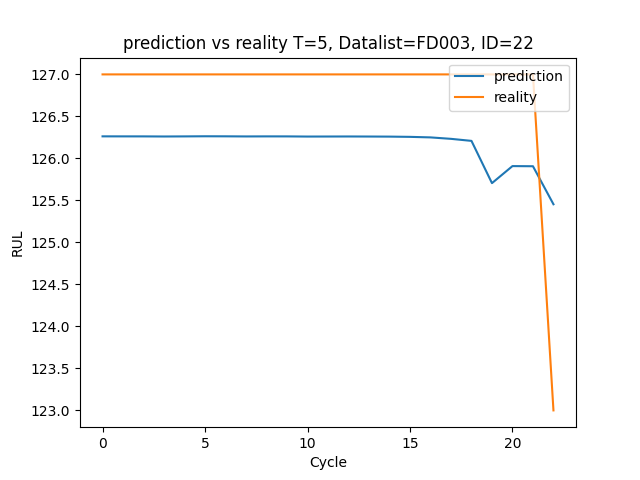 prediction vs reality T=5, Datalist=FD003, ID=22
prediction
reality
127.0
126.5
126.0
125.5
125.0
124.5
124.0
123.5
123.0
RUL
0 5 10 15 20
Cycle